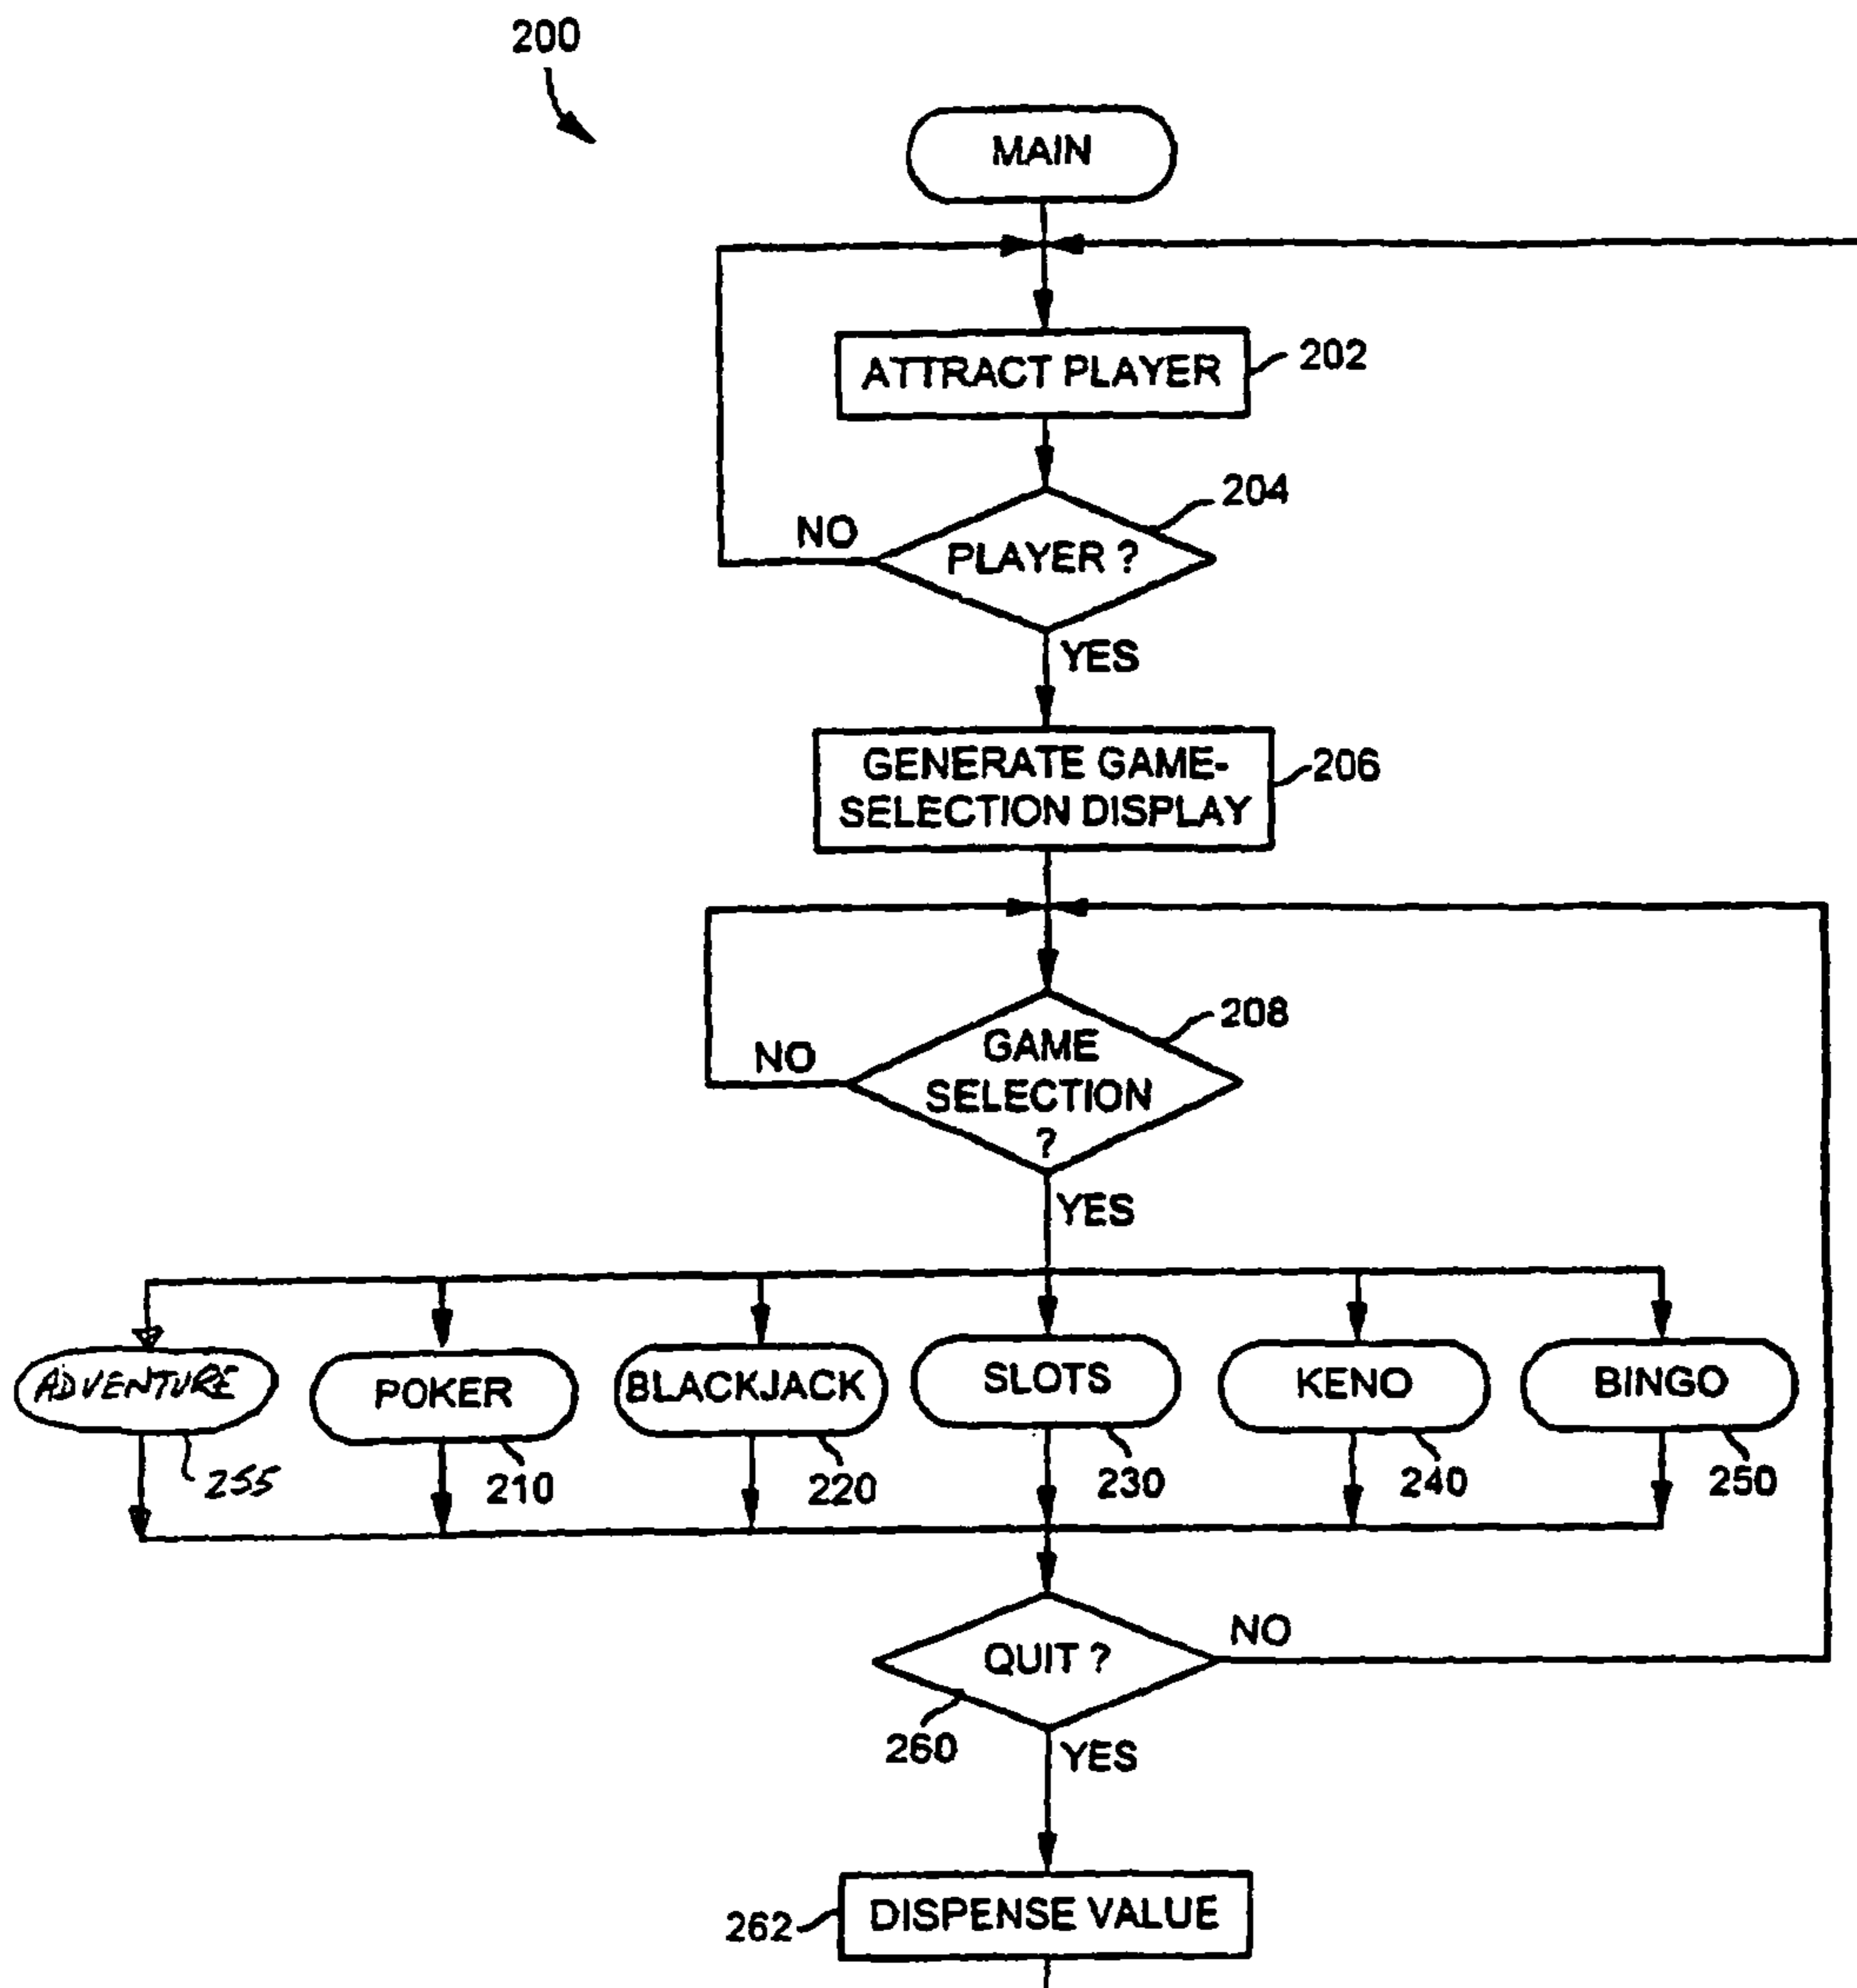 200
MAIN
ATTRACT PLAYER
202
204
NO
PLAYER ?
YES
GENERATE GAME-
SELECTION DISPLAY
206
208
NO
GAME
SELECTION
?
YES
ADVENTURE
POKER
BLACKJACK
SLOTS
KENO
BINGO
255
210
220
230
240
250
QUIT ?
NO
260
YES
DISPENSE VALUE
262